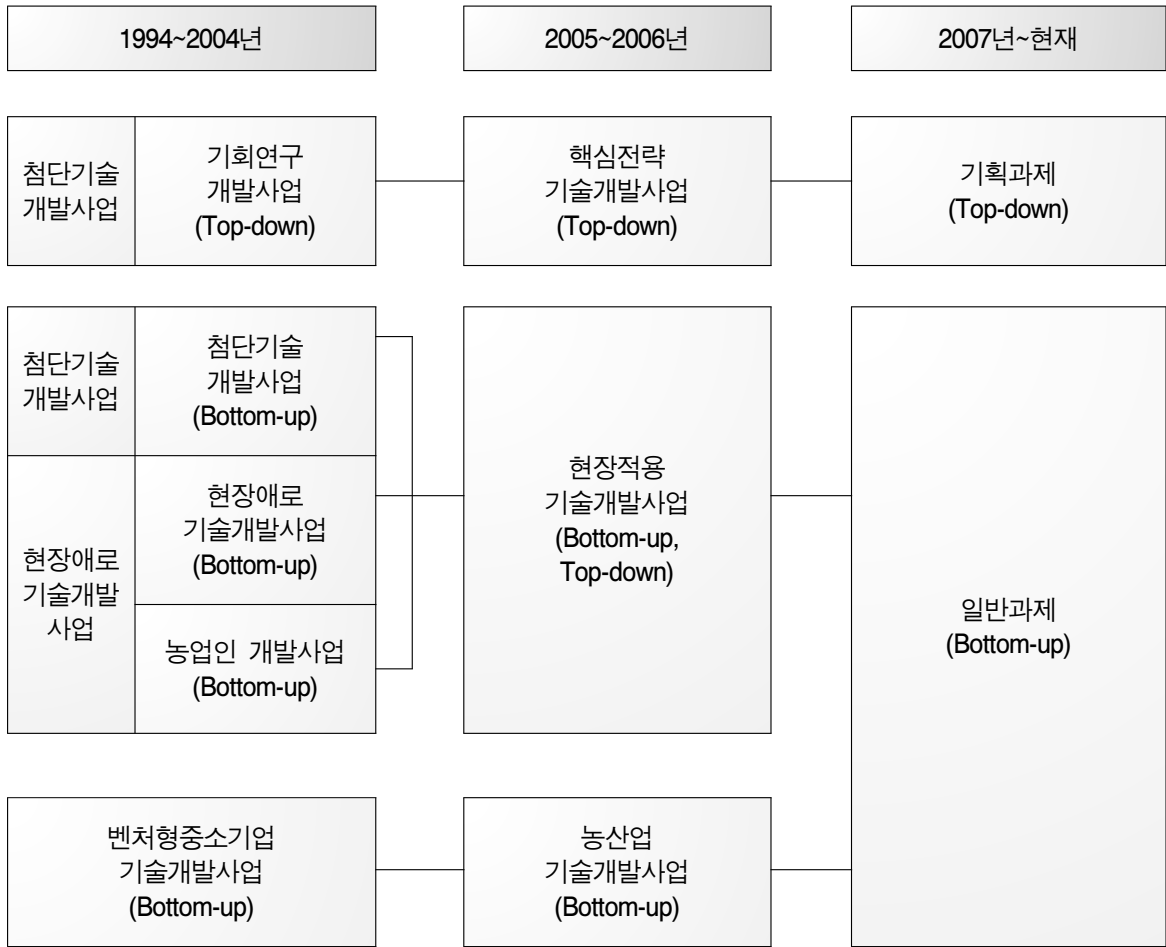 1994~2004년
2005~2006년
2007년~현재
첨단기술
개발사업
기회연구
개발사업
(Top-down)
핵심전략
기술개발사업
(Top-down)
기획과제
(Top-down)
첨단기술
개발사업
첨단기술
개발사업
(Bottom-up)
현장애로
기술개발
사업
현장애로
기술개발사업
(Bottom-up)
농업인 개발사업
(Bottom-up)
현장적용
기술개발사업
(Bottom-up,
Top-down)
일반과제
(Bottom-up)
벤처형중소기업
기술개발사업
(Bottom-up)
농산업
기술개발사업
(Bottom-up)